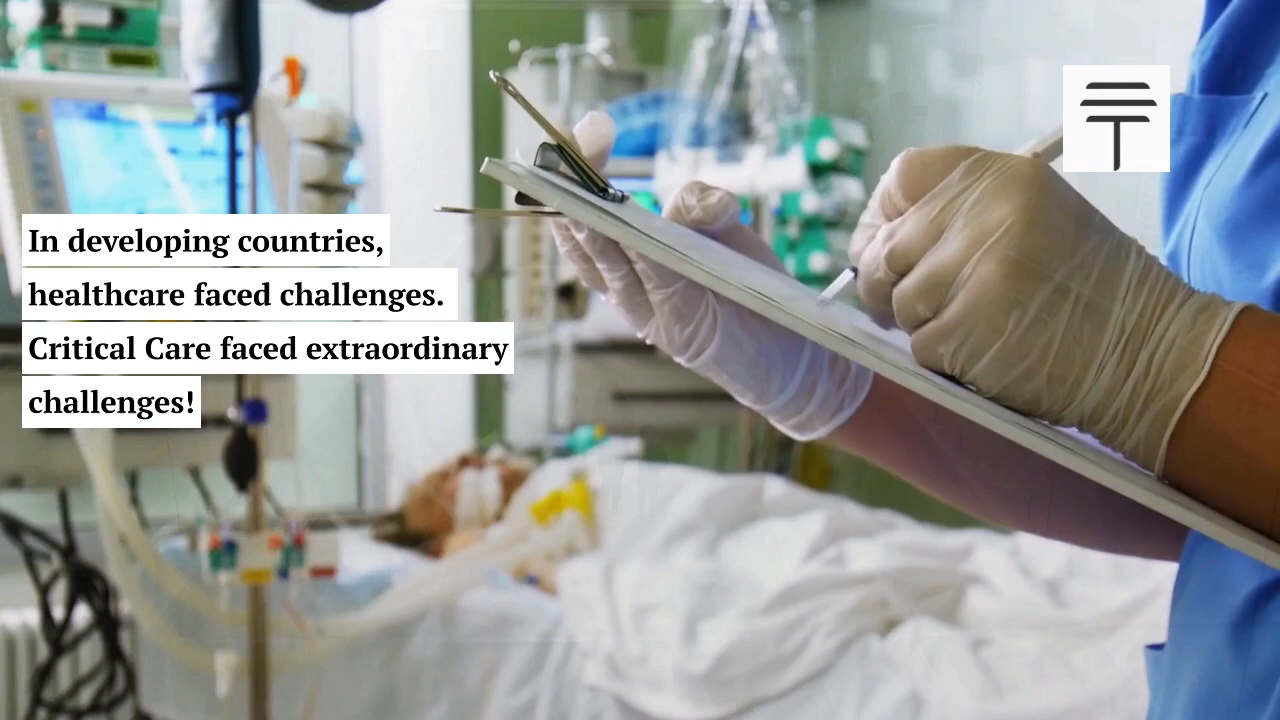 In developing countries,
healthcare faced challenges.
Critical Care faced extraordinary
challenges!